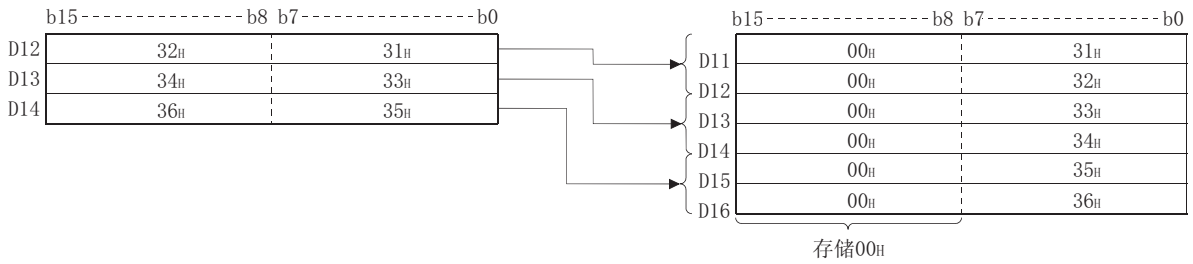 b15 b8 b7 b0
D12 32H 31H
D13 34H 33H
D14 36H 35H
b15 b8 b7 b0
D11 00H 31H
D12 00H 32H
D13 00H 33H
D14 00H 34H
D15 00H 35H
D16 00H 36H
存储00H